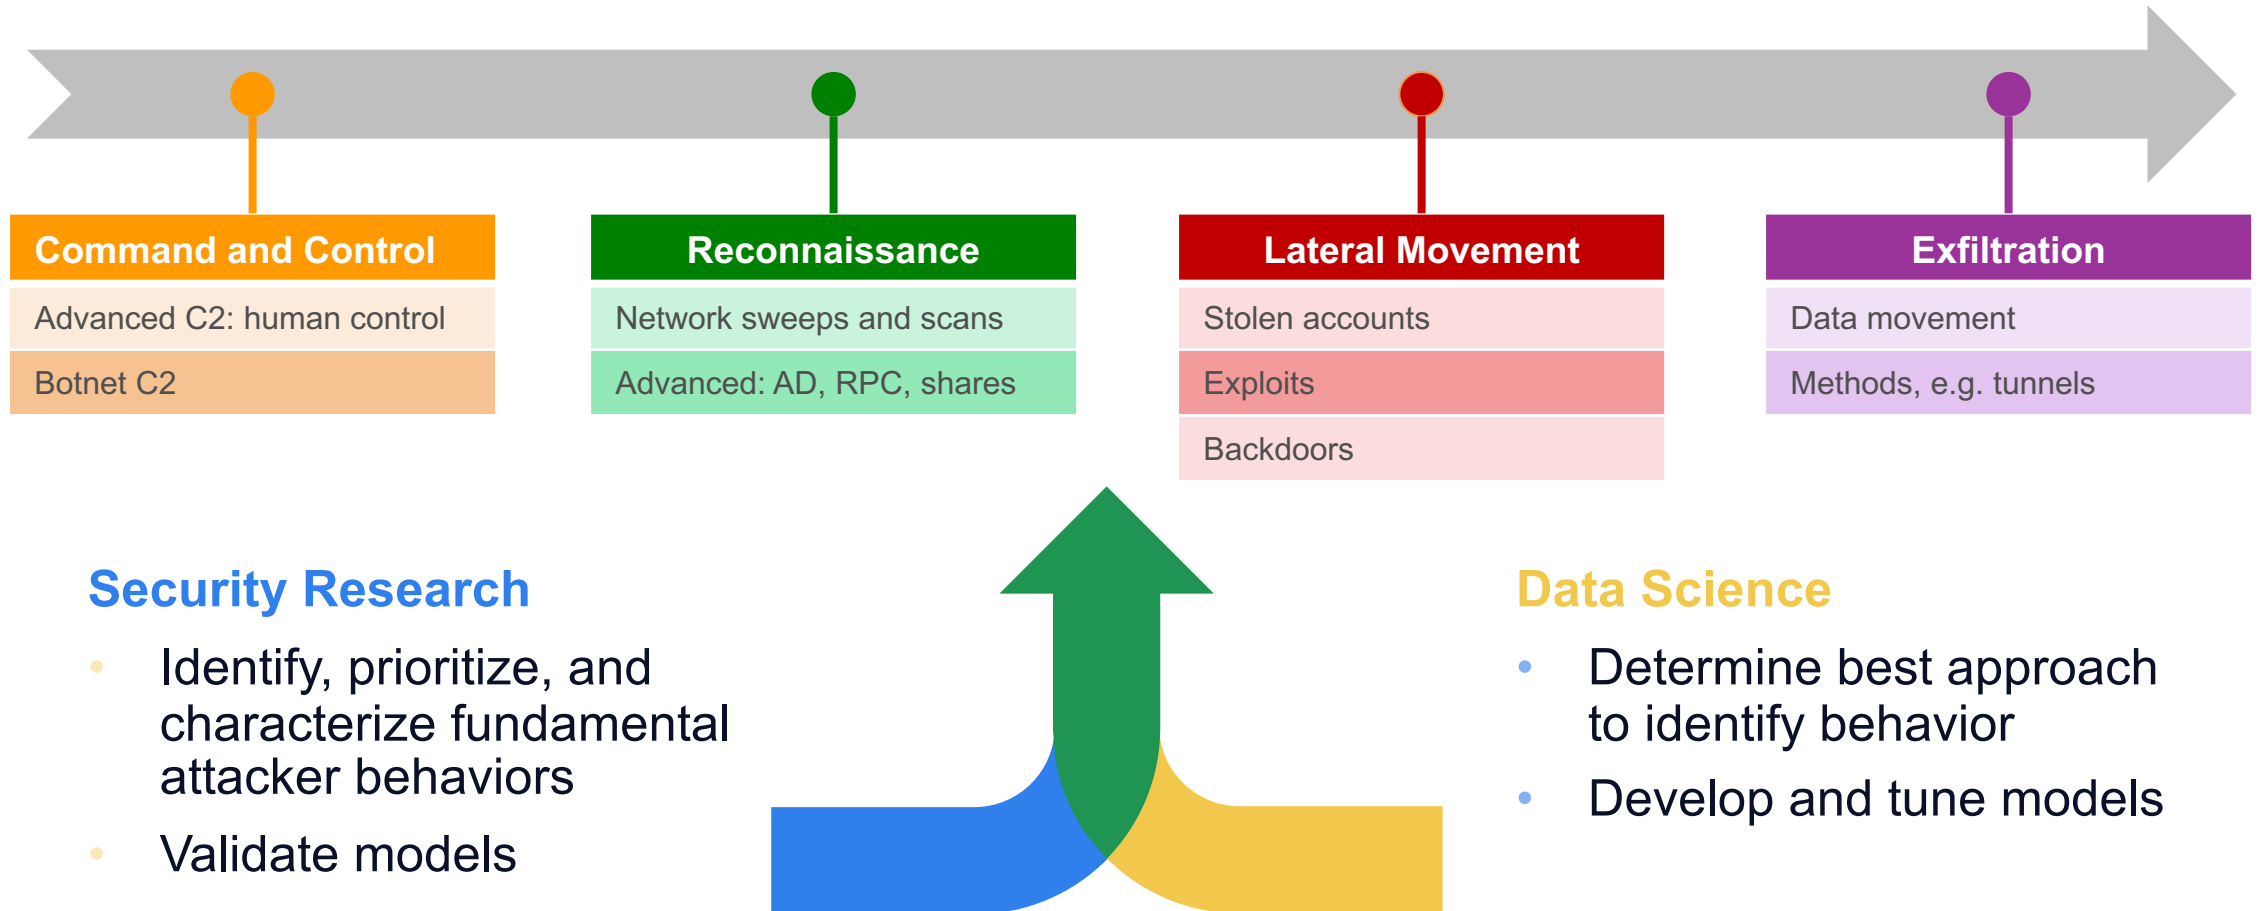 Command and Control
Advanced C2: human control
Botnet C2
Reconnaissance
Network sweeps and scans
Advanced: AD, RPC, shares
Lateral Movement
Stolen accounts
Exploits
Backdoors
Exfiltration
Data movement
Methods, e.g. tunnels
Security Research
• Identify, prioritize, and
characterize fundamental
attacker behaviors
• Validate models
Data Science
• Determine best approach
to identify behavior
• Develop and tune models